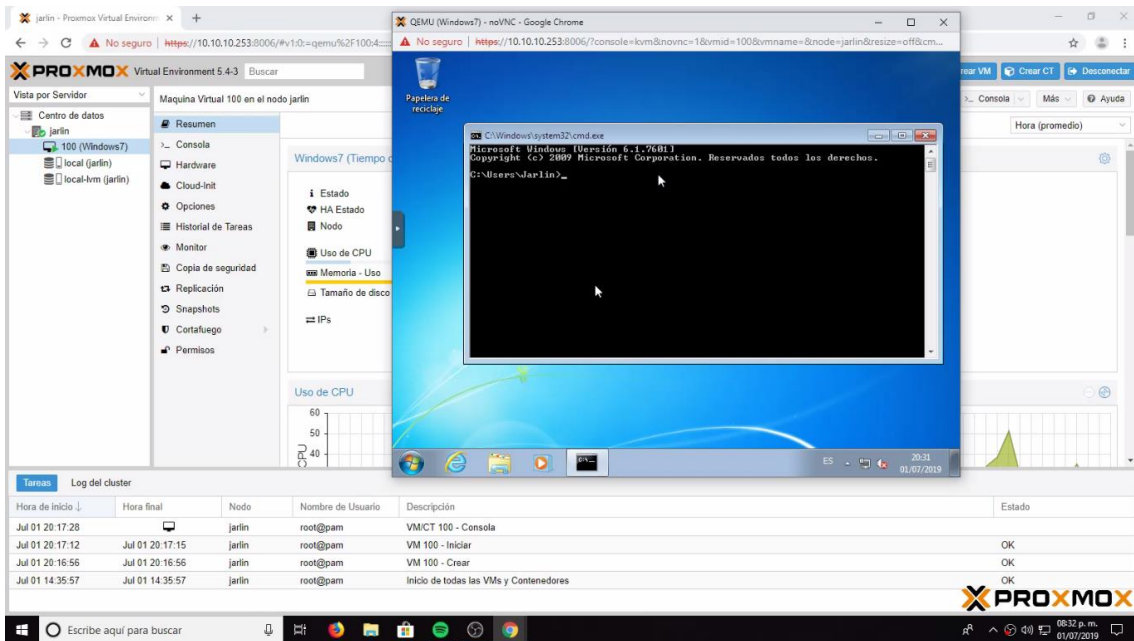 jarlin - Proxmox Virtual Environm
QEMU (Windows7) - noVNC - Google Chrome
No seguro | https://10.10.10.253:8006/#v1:0:=qemu%2F100:4:::::
No seguro | https://10.10.10.253:8006/?console=kvm&novnc=1&vmid=100&vmname=&node=jarlin&resize=off&cm...
PROXMOX Virtual Environment 5.4-3 Buscar
rear VM Crear CT Desconectar
Vista por Servidor
Maquina Virtual 100 en el nodo jarlin
Consola Más Ayuda
Centro de datos
jarlin
100 (Windows7)
local (jarlin)
local-lvm (jarlin)
Resumen
Consola
Hardware
Cloud-Init
Opciones
Historial de Tareas
Monitor
Copia de seguridad
Replicación
Snapshots
Cortafuego
Permisos
Hora (promedio)
Windows7 (Tiempo
Estado
HA Estado
Nodo
Uso de CPU
Memoria - Uso
Tamaño de disco
IPs
Uso de CPU
60
50
40
CPU
Papelera de
reciclaje
C:\Windows\system32\cmd.exe
Microsoft Windows [Versión 6.1.7601]
Copyright (c) 2009 Microsoft Corporation. Reservados todos los derechos.
C:\Users\Jarlin>_
ES
20:31
01/07/2019
Tareas Log del cluster
Hora de inicio Hora final Nodo Nombre de Usuario Descripción Estado
Jul 01 20:17:28 jarlin root@pam VM/CT 100 - Consola
Jul 01 20:17:12 Jul 01 20:17:15 jarlin root@pam VM 100 - Iniciar OK
Jul 01 20:16:56 Jul 01 20:16:56 jarlin root@pam VM 100 - Crear OK
Jul 01 14:35:57 Jul 01 14:35:57 jarlin root@pam Inicio de todas las VMs y Contenedores OK
PROXMOX
Escribe aquí para buscar
08:32 p. m.
01/07/2019